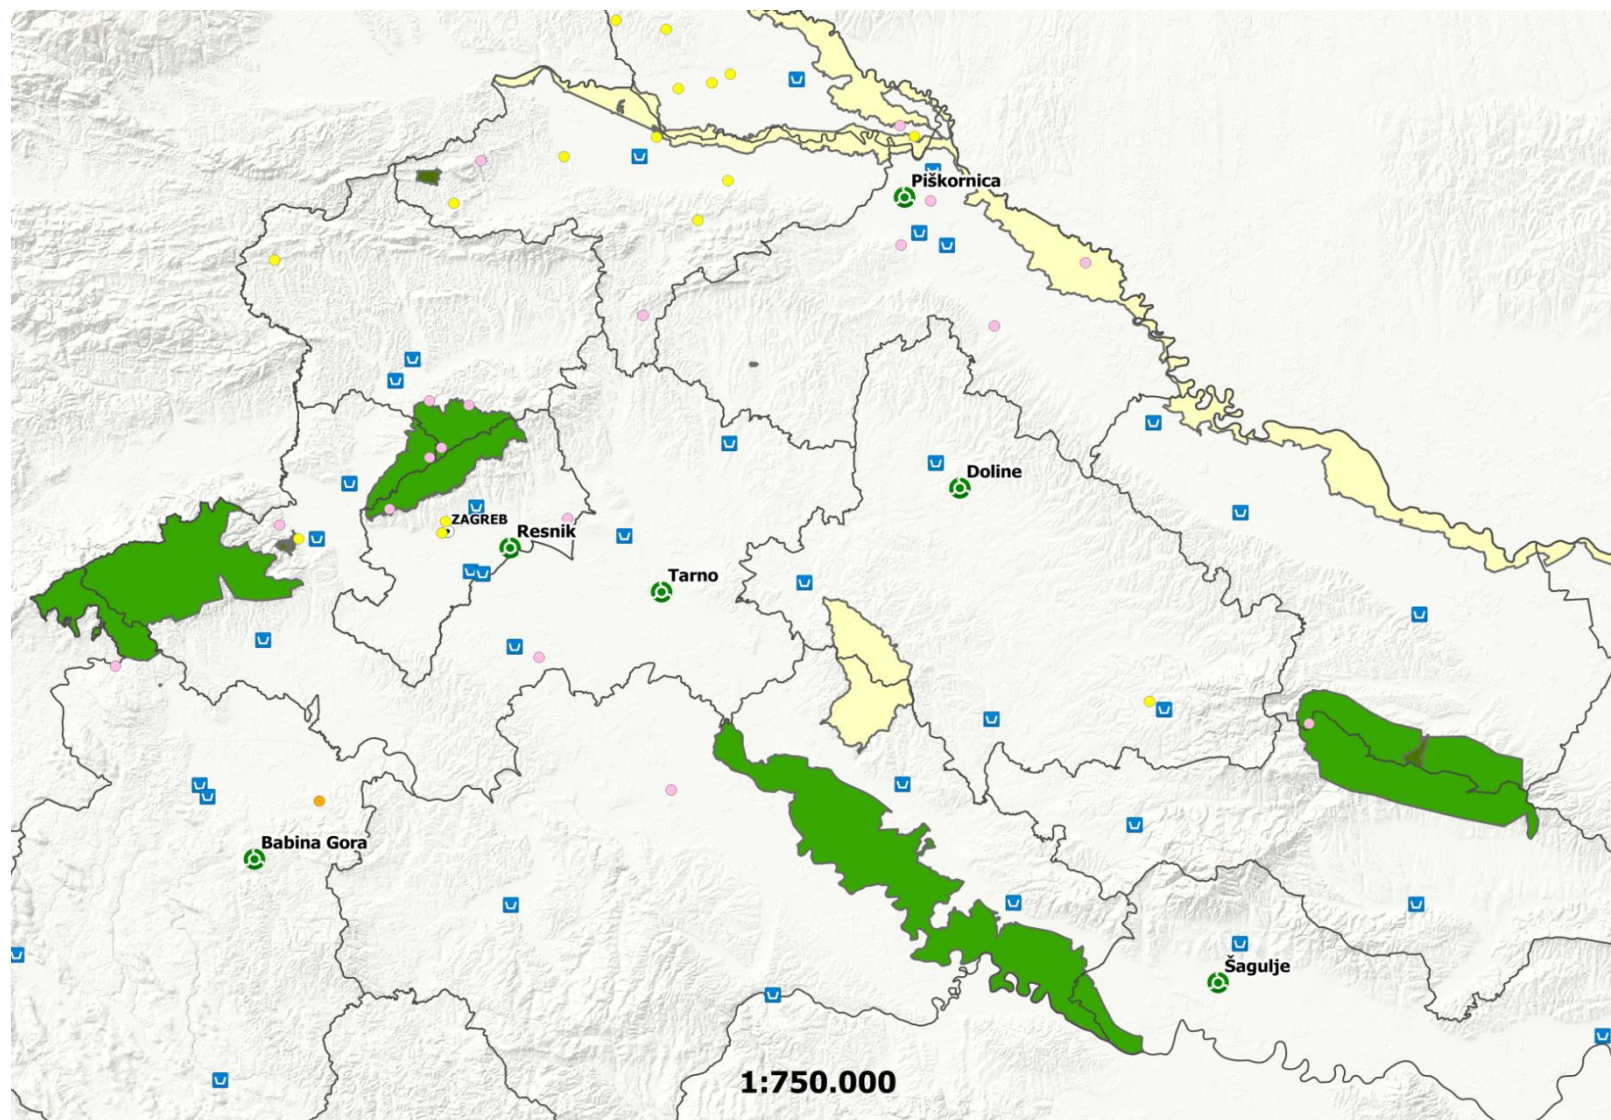 Piškornica
Doline
ZAGREB
Resnik
Tarno
Babina Gora
Šagulje
1:750.000